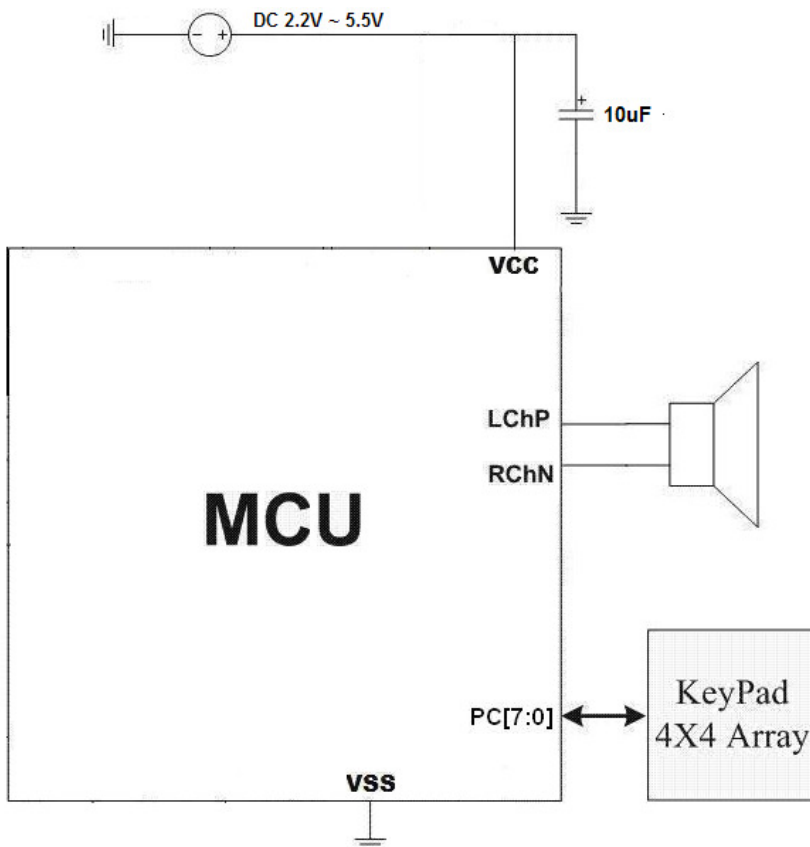 DC 2.2V ~ 5.5V
- +
+
10uF
VCC
LChP
RChN
MCU
PC[7:0]
KeyPad
4X4 Array
VSS